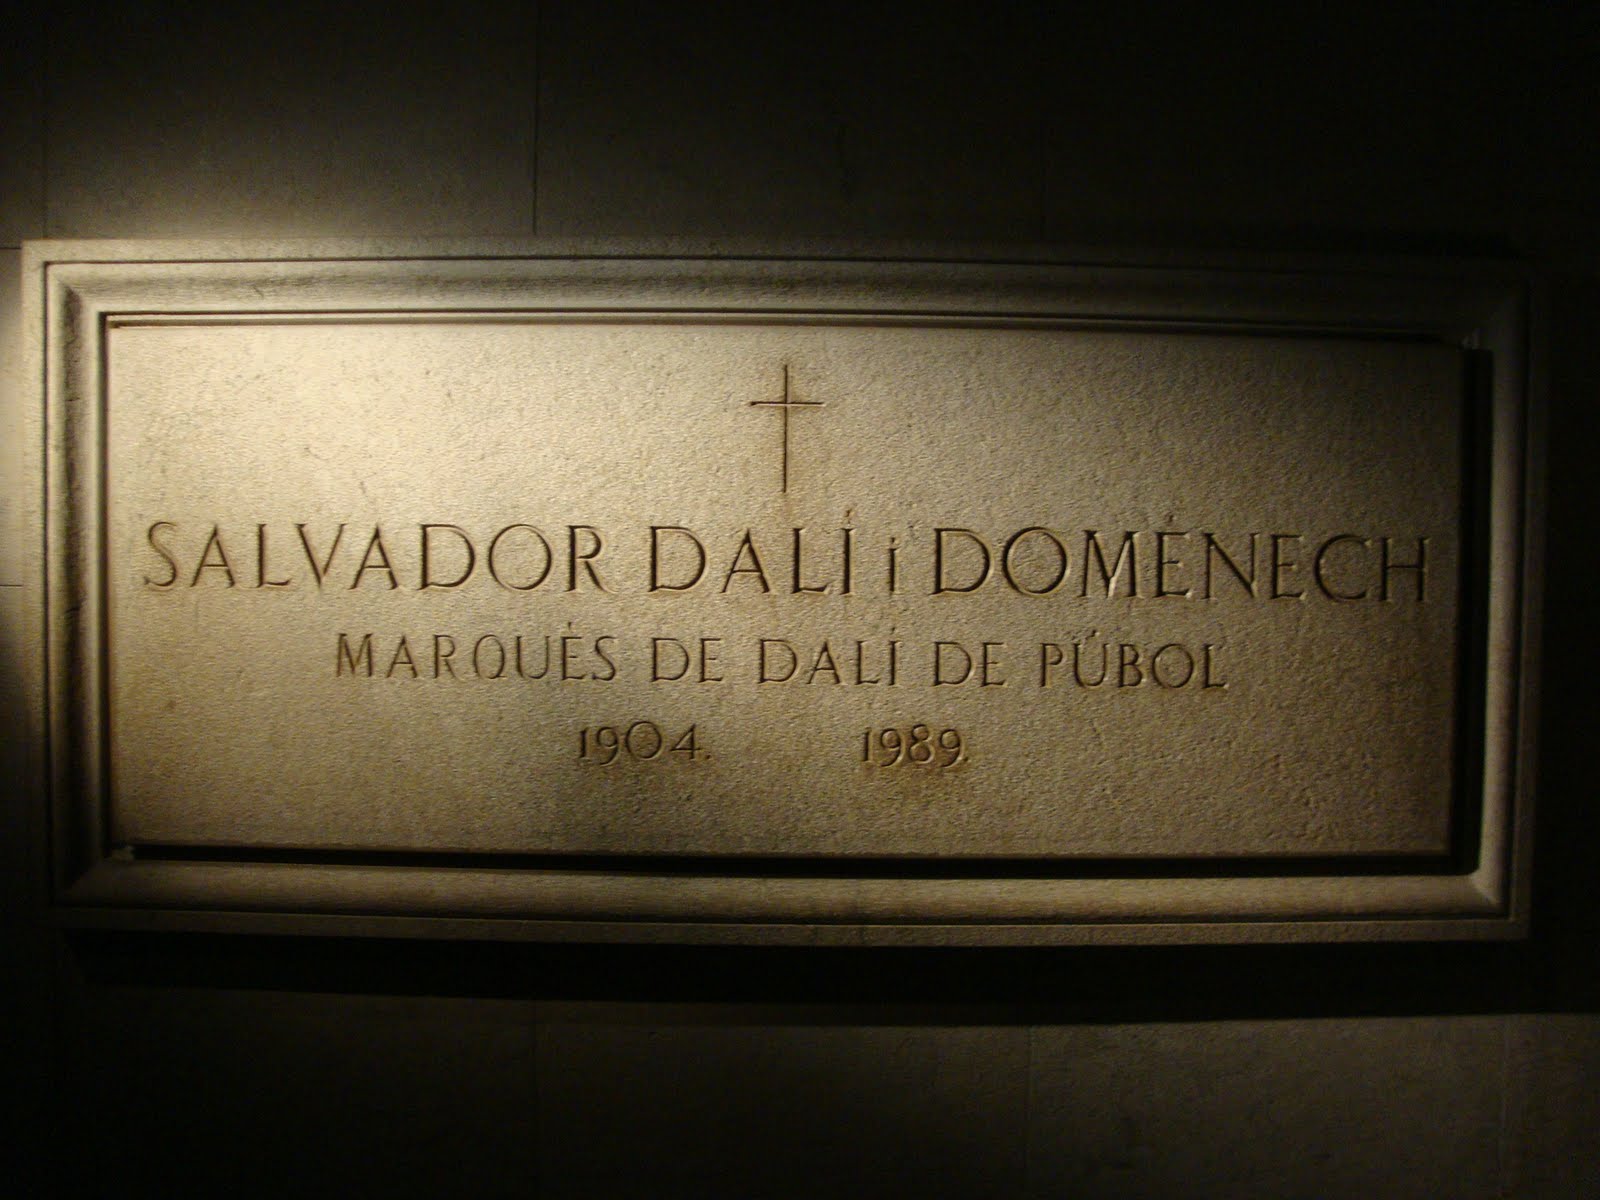 SALVADOR DALÍ i DOMÈNECH
MARQUÈS DE DALÍ DE PÚBOL
1904. 1989.